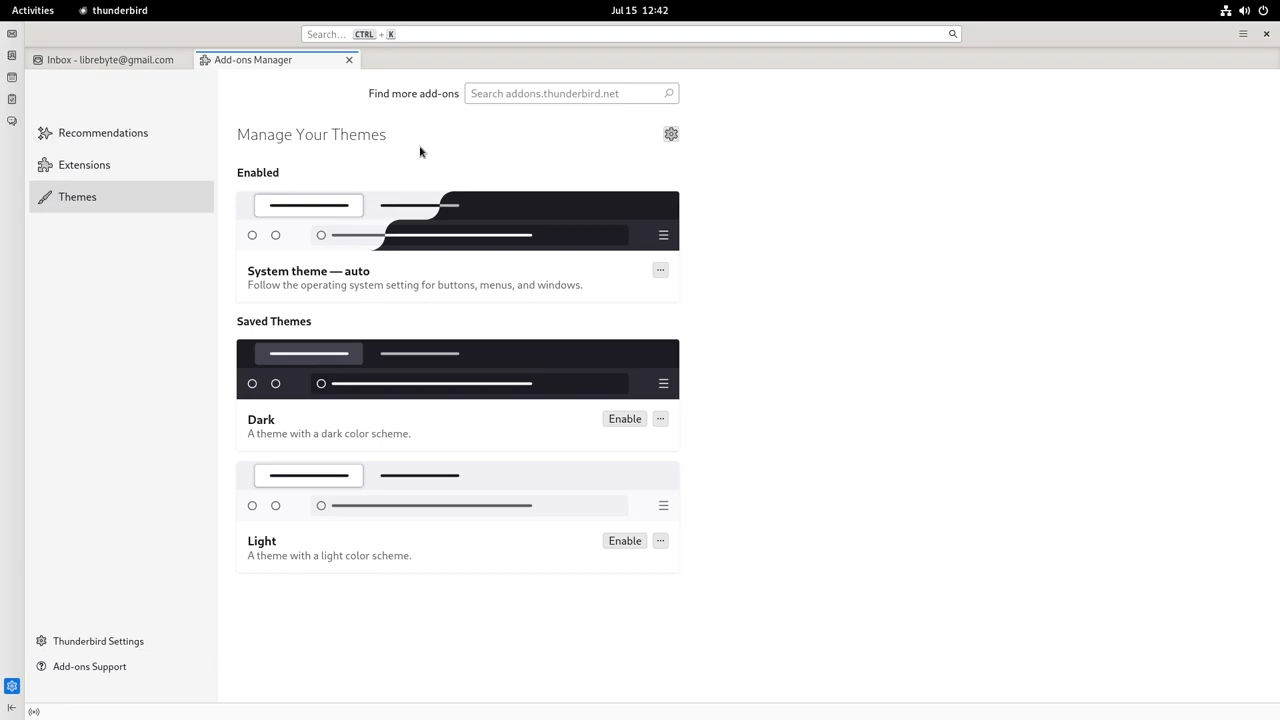 Activities
thunderbird
Jul 15 12:42
Search… CTRL + K
Inbox - librebyte@gmail.com
Add-ons Manager
Find more add-ons
Search addons.thunderbird.net
Recommendations
Extensions
Themes
Manage Your Themes
Enabled
System theme — auto
Follow the operating system setting for buttons, menus, and windows.
Saved Themes
Dark
Enable
A theme with a dark color scheme.
Light
Enable
A theme with a light color scheme.
Thunderbird Settings
Add-ons Support